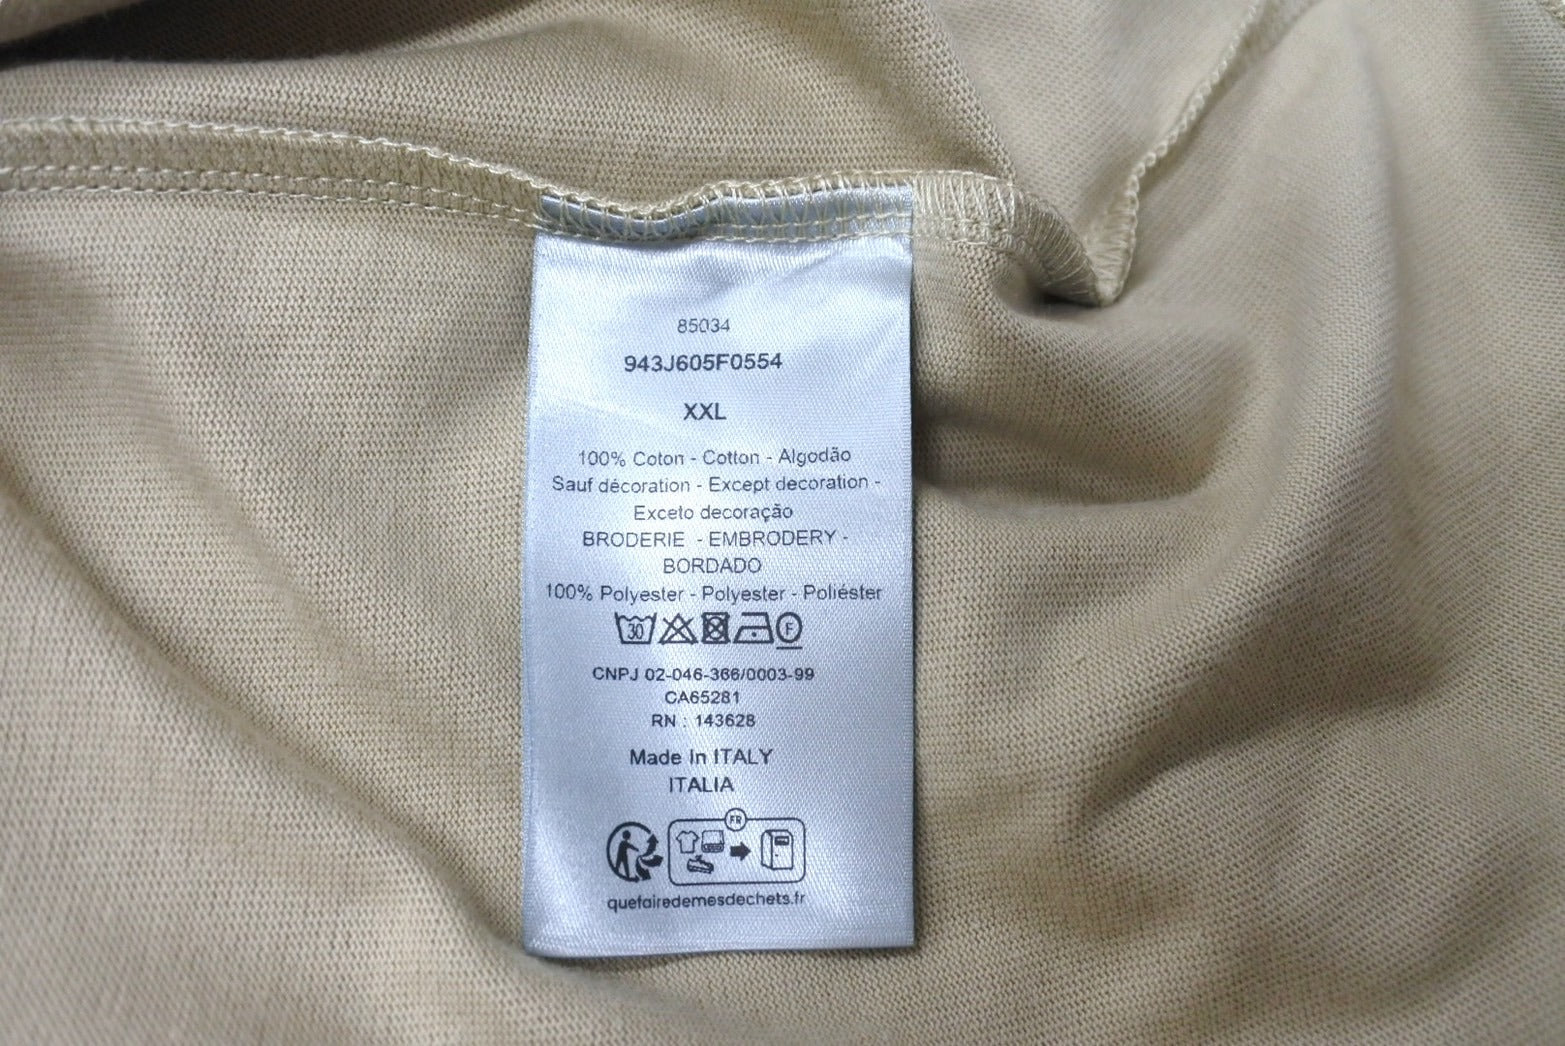 85034
943J605F0554
XXL
100% Coton - Cotton - Algodão
Sauf décoration - Except decoration -
Exceto decoração
BRODERIE - EMBRODERY -
BORDADO
100% Polyester - Polyester - Poliéster
30 F
CNPJ 02-046-366/0003-99
CA65281
RN : 143628
Made In ITALY
ITALIA
FR
quefairedemesdechets.fr